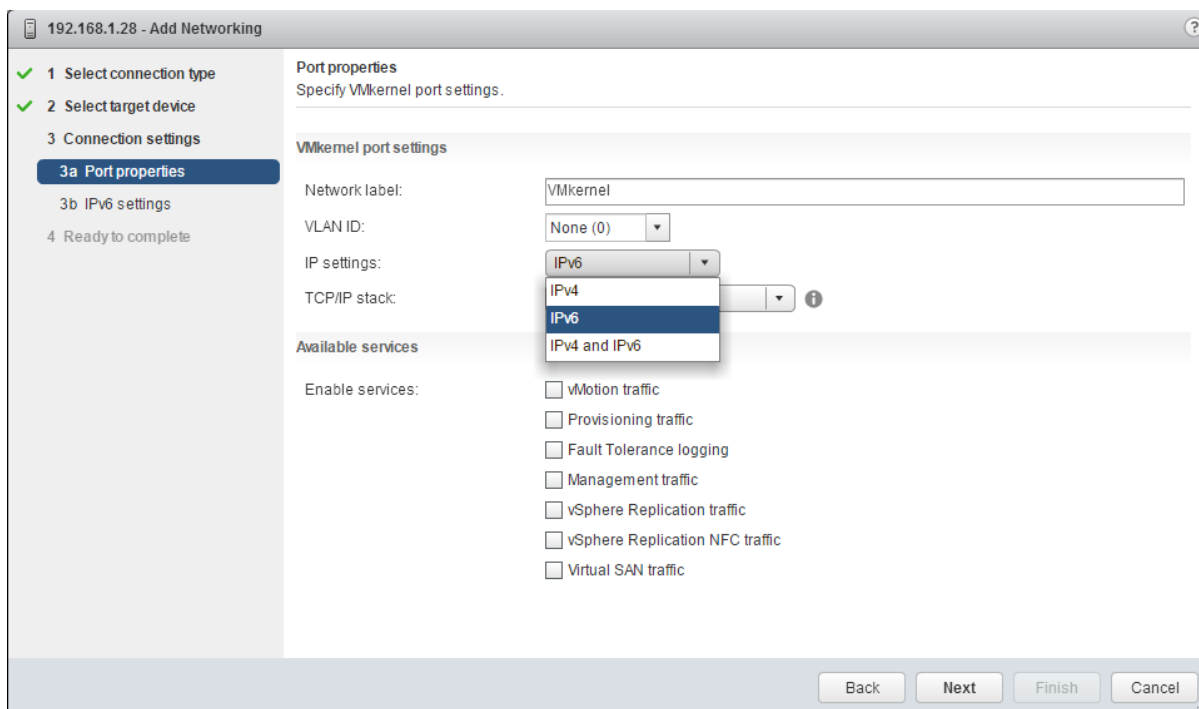 192.168.1.28 - Add Networking
?
1 Select connection type
2 Select target device
3 Connection settings
3a Port properties
3b IPv6 settings
4 Ready to complete
Port properties
Specify VMkernel port settings.
VMkernel port settings
Network label:
VMkernel
VLAN ID:
None (0)
IP settings:
IPv6
IPv4
IPv6
IPv4 and IPv6
TCP/IP stack:
Available services
Enable services:
vMotion traffic
Provisioning traffic
Fault Tolerance logging
Management traffic
vSphere Replication traffic
vSphere Replication NFC traffic
Virtual SAN traffic
Back
Next
Finish
Cancel